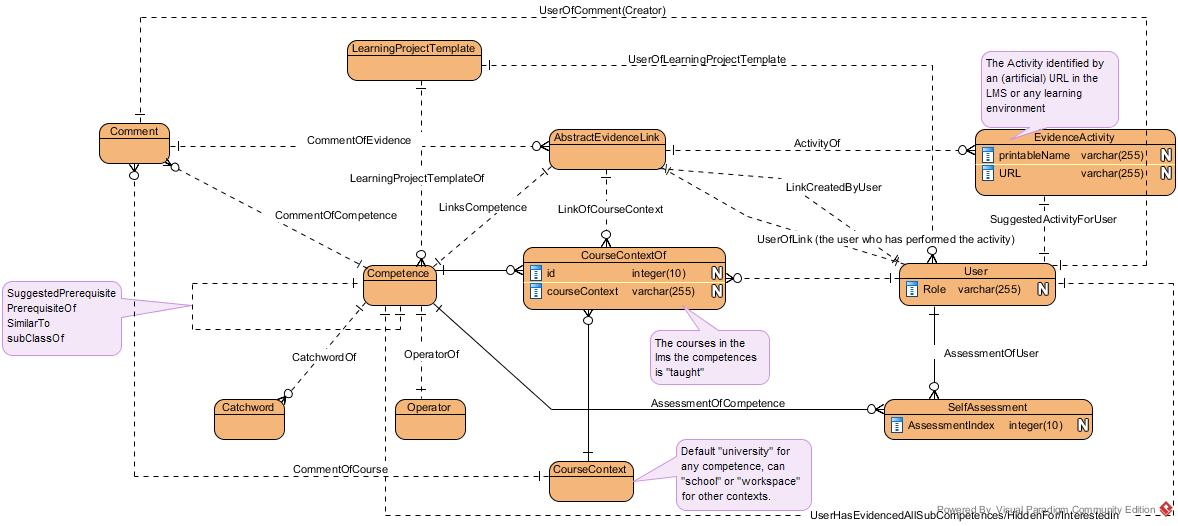 UserOfComment(Creator)
LearningProjectTemplate
UserOfLearningProjectTemplate
The Activity identified by
an (artificial) URL in the
LMS or any learning
environment
Comment
CommentOfEvidence
AbstractEvidenceLink
ActivityOf
EvidenceActivity
printableName varchar(255) N
URL varchar(255) N
LearningProjectTemplateOf
LinkCreatedByUser
CommentOfCompetence
LinksCompetence
LinkOfCourseContext
SuggestedActivityForUser
UserOfLink (the user who has performed the activity)
Competence
CourseContextOf
id integer(10) N
courseContext varchar(255) N
User
Role varchar(255) N
SuggestedPrerequisite
PrerequisiteOf
SimilarTo
subClassOf
The courses in the
lms the competences
is "taught"
CatchwordOf
OperatorOf
AssessmentOfUser
Catchword
Operator
AssessmentOfCompetence
SelfAssessment
AssessmentIndex integer(10) N
CommentOfCourse
CourseContext
Default "university" for
any competence, can
"school" or "workspace"
for other contexts.
Powered By Visual Paradigm Community Edition
UserHasEvidencedAllSubCompetences/HiddenFor/InterestedIn